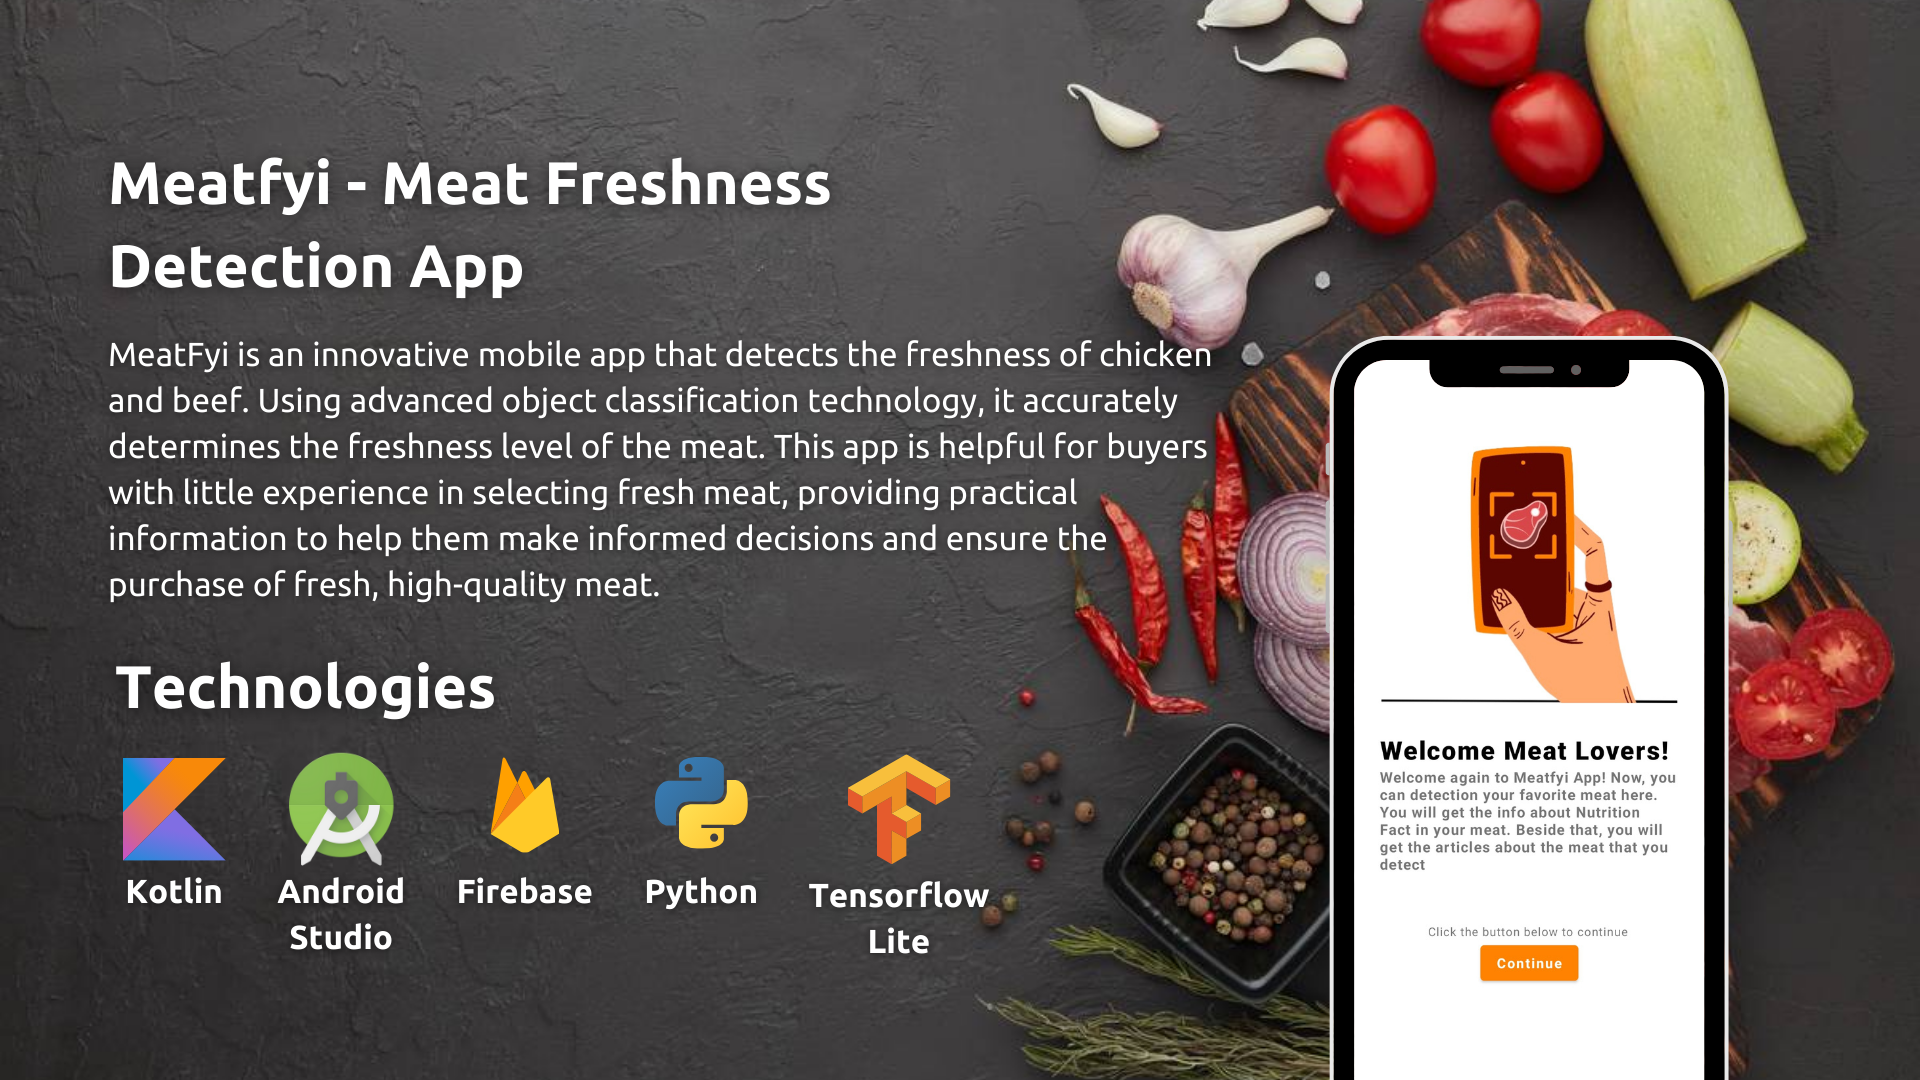 Meatfyi - Meat Freshness
Detection App
MeatFyi is an innovative mobile app that detects the freshness of chicken
and beef. Using advanced object classification technology, it accurately
determines the freshness level of the meat. This app is helpful for buyers
with little experience in selecting fresh meat, providing practical
information to help them make informed decisions and ensure the
purchase of fresh, high-quality meat.
Technologies
Kotlin
Android
Studio
Firebase
Python
Tensorflow
Lite
Welcome Meat Lovers!
Welcome again to Meatfyi App! Now, you
can detection your favorite meat here.
You will get the info about Nutrition
Fact in your meat. Beside that, you will
get the articles about the meat that you
detect
Click the button below to continue
Continue